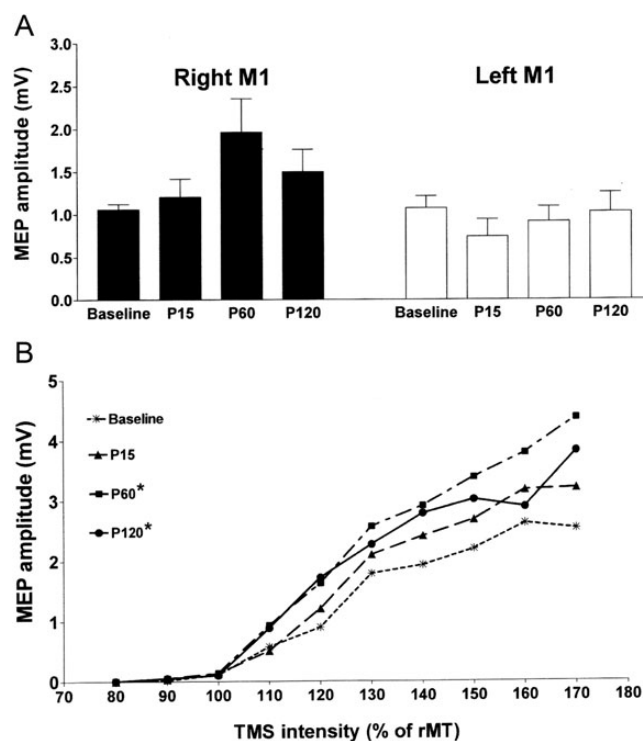 A
MEP amplitude (mV)
3.0
2.5
2.0
1.5
1.0
0.5
0.0
Right M1
Left M1
Baseline P15 P60 P120 Baseline P15 P60 P120
B
MEP amplitude (mV)
5
4
3
2
1
0
Baseline
P15
P60*
P120*
70 80 90 100 110 120 130 140 150 160 170 180
TMS intensity (% of rMT)